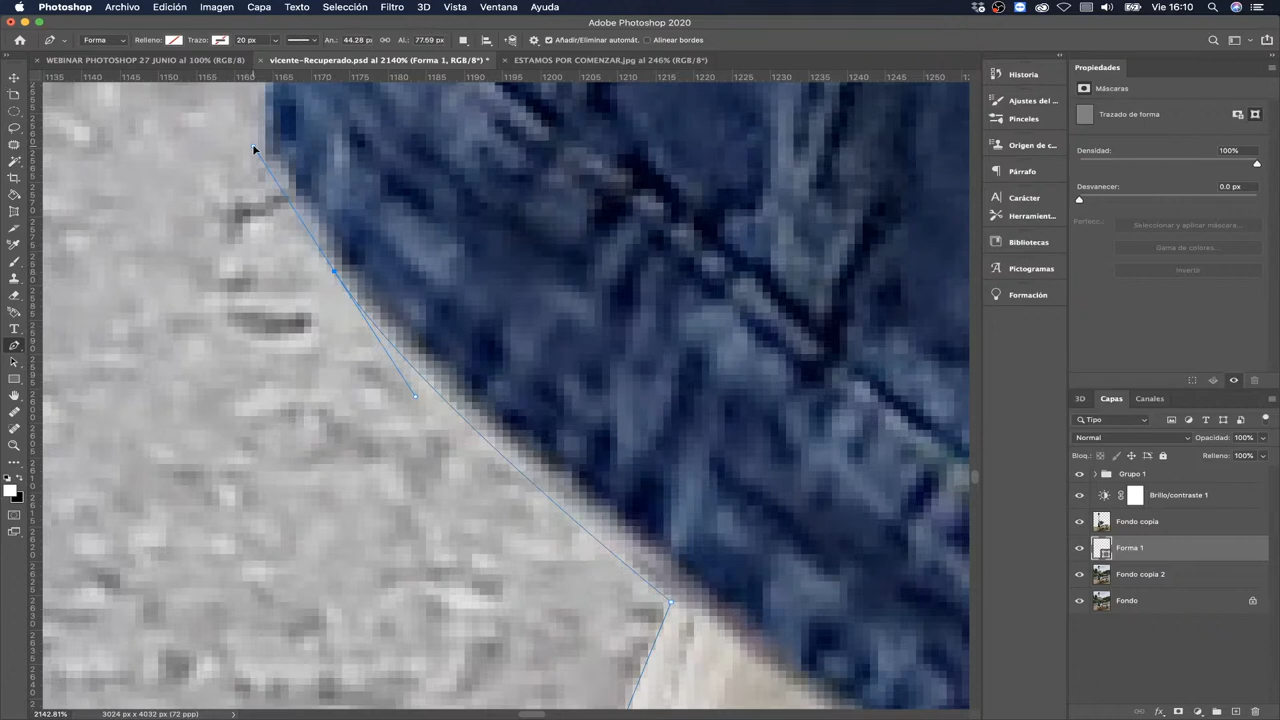 Photoshop Archivo Edición Imagen Capa Texto Selección Filtro 3D Vista Ventana Ayuda Vie 16:10
Adobe Photoshop 2020
Forma Relleno: Trazo: 20 px An.: 44.28 px Al.: 77.59 px Añadir/Eliminar automát. Alinear bordes
WEBINAR PHOTOSHOP 27 JUNIO al 100% (RGB/8) vicente-Recuperado.psd al 2140% (Forma 1, RGB/8*) * ESTAMOS POR COMENZAR.jpg al 246% (RGB/8*)
1135 1140 1145 1150 1155 1160 1165 1170 1175 1180 1185 1190 1195 1200 1205 1210 1215 1220 1225 1230 1235 1240 1245 1250
Historia
Ajustes del ...
Pinceles
Origen de c...
Párrafo
Carácter
Herramient...
Bibliotecas
Pictogramas
Formación
Propiedades
Máscaras
Trazado de forma
Densidad: 100%
Desvanecer: 0.0 px
Perfecc.:
Seleccionar y aplicar máscara...
Gama de colores...
Invertir
3D Capas Canales
Tipo
Normal Opacidad: 100%
Bloq.: Relleno: 100%
Grupo 1
Brillo/contraste 1
Fondo copia
Forma 1
Fondo copia 2
Fondo
2142.81% 3024 px x 4032 px (72 ppp)